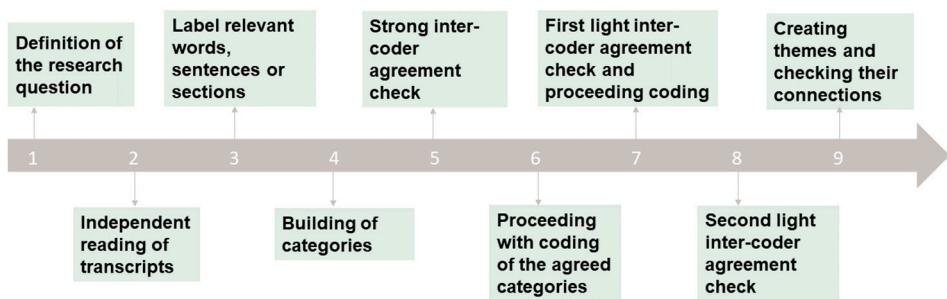 Definition of
the research
question
Label relevant
words,
sentences or
sections
Strong inter-
coder
agreement
check
First light inter-
coder agreement
check and
proceeding coding
Creating
themes and
checking their
connections
1 2 3 4 5 6 7 8 9
Independent
reading of
transcripts
Building of
categories
Proceeding
with coding
of the agreed
categories
Second light
inter-coder
agreement
check